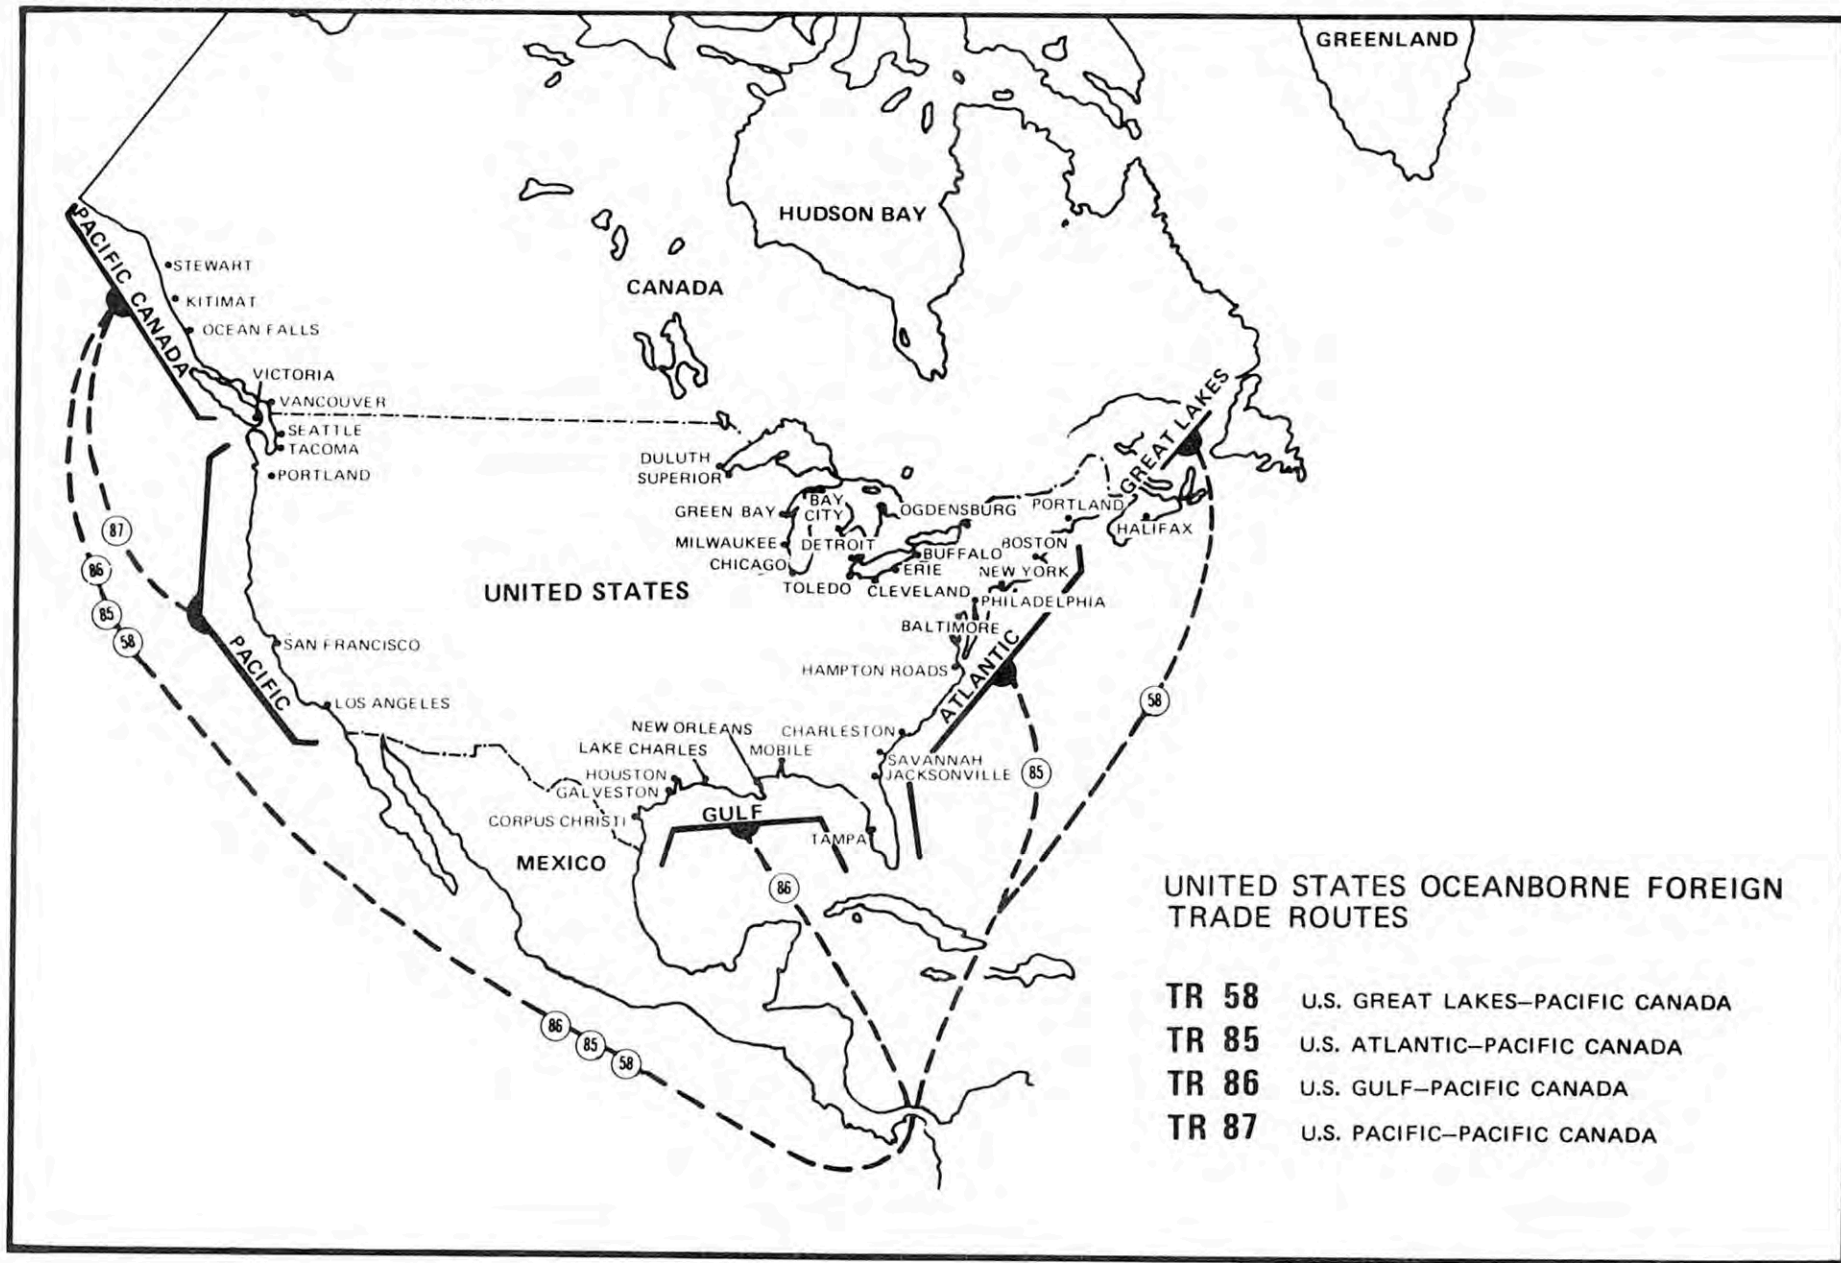 GREENLAND
HUDSON BAY
PACIFIC CANADA
STEWART
KITIMAT
OCEAN FALLS
CANADA
VICTORIA
VANCOUVER
SEATTLE
TACOMA
PORTLAND
GREAT LAKES
DULUTH
SUPERIOR
GREEN BAY
BAY
CITY
OGDENSBURG
PORTLAND
HALIFAX
MILWAUKEE
DETROIT
BUFFALO
BOSTON
CHICAGO
ERIE
NEW YORK
TOLEDO
CLEVELAND
PHILADELPHIA
UNITED STATES
BALTIMORE
87
86
85
58
PACIFIC
SAN FRANCISCO
LOS ANGELES
HAMPTON ROADS
ATLANTIC
58
NEW ORLEANS
CHARLESTON
LAKE CHARLES
MOBILE
SAVANNAH
HOUSTON
JACKSONVILLE
85
GALVESTON
CORPUS CHRISTI
GULF
TAMPA
MEXICO
86
86
85
58
UNITED STATES OCEANBORNE FOREIGN
TRADE ROUTES
TR 58 U.S. GREAT LAKES–PACIFIC CANADA
TR 85 U.S. ATLANTIC–PACIFIC CANADA
TR 86 U.S. GULF–PACIFIC CANADA
TR 87 U.S. PACIFIC–PACIFIC CANADA